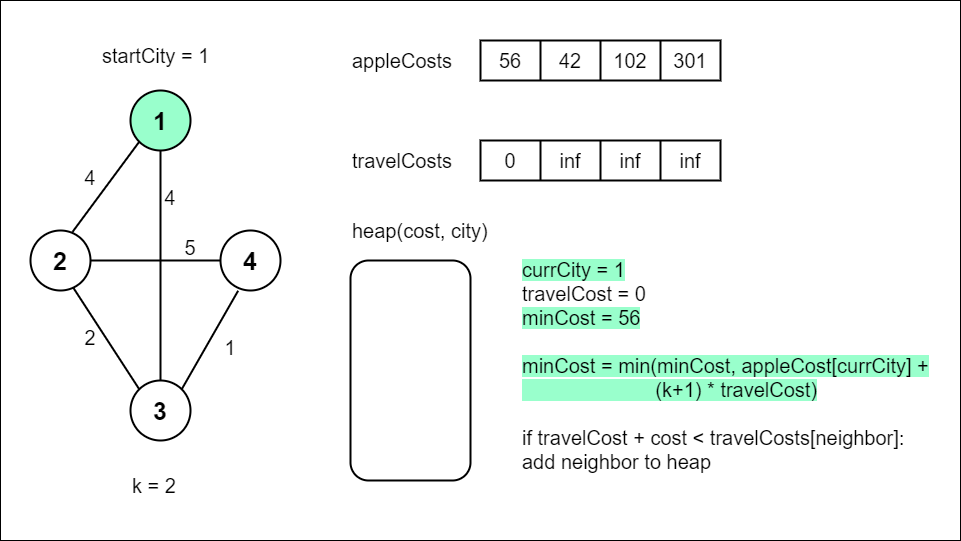 startCity = 1
appleCosts 56 42 102 301
1
travelCosts 0 inf inf inf
4
4
heap(cost, city)
5
2
4
currCity = 1
travelCost = 0
minCost = 56
2
1
minCost = min(minCost, appleCost[currCity] +
(k+1) * travelCost)
3
if travelCost + cost < travelCosts[neighbor]:
add neighbor to heap
k = 2